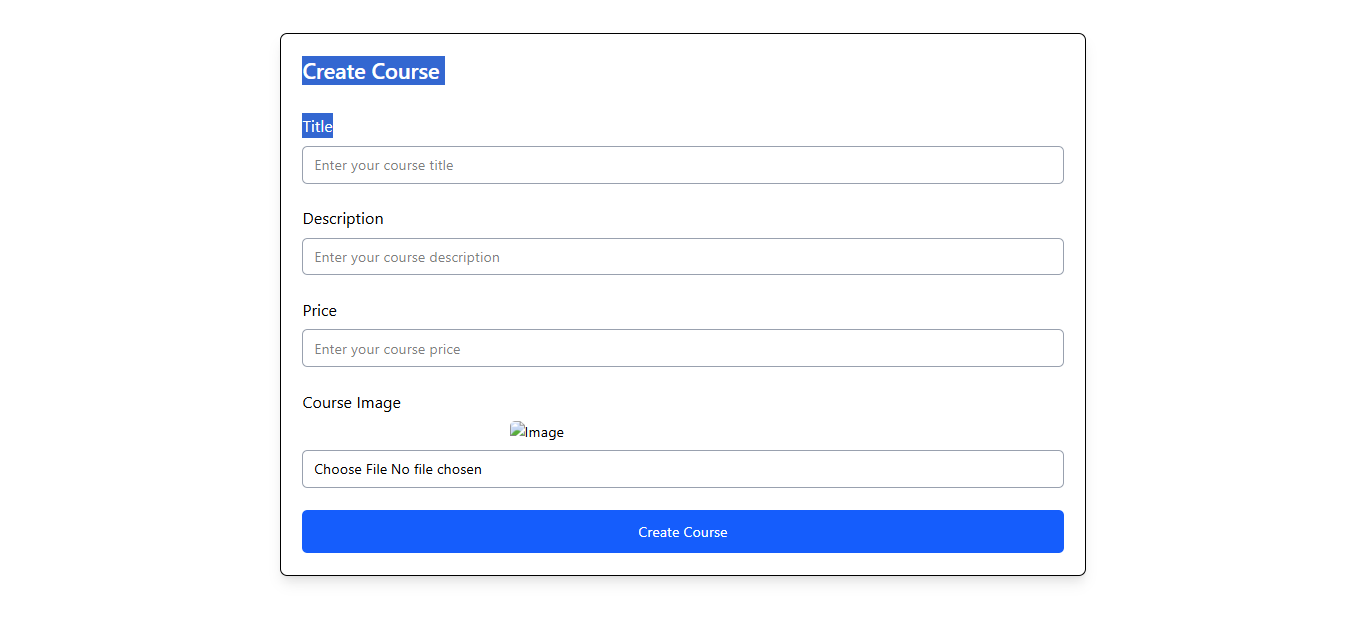 Create Course
Title
Enter your course title
Description
Enter your course description
Price
Enter your course price
Course Image
Image
Choose File No file chosen
Create Course